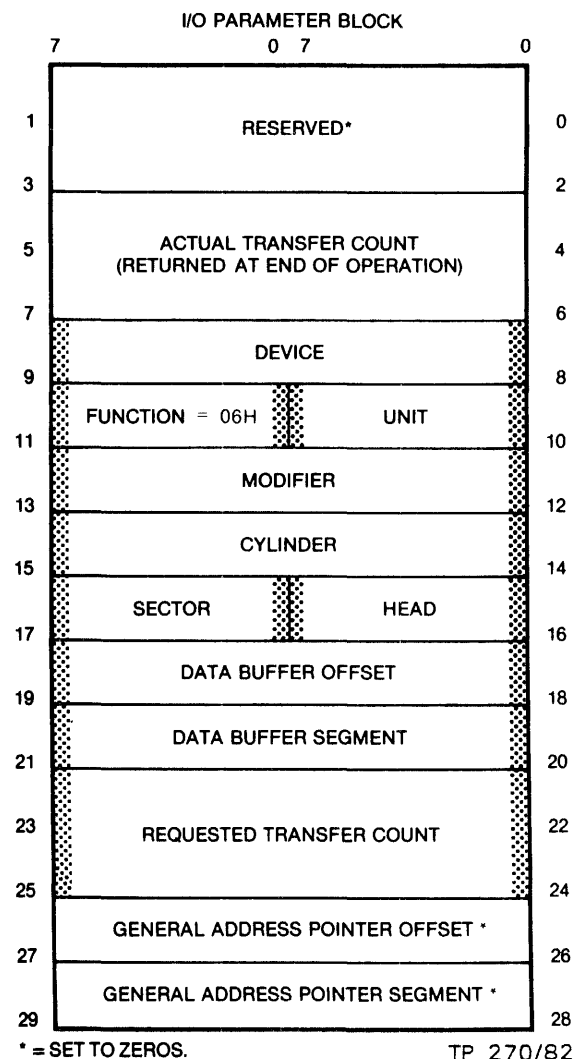 I/O PARAMETER BLOCK
7 0 7 0
1 RESERVED* 0
3 2
5 ACTUAL TRANSFER COUNT 4
(RETURNED AT END OF OPERATION)
7 6
DEVICE
9 8
FUNCTION = 06H UNIT
11 10
MODIFIER
13 12
CYLINDER
15 14
SECTOR HEAD
17 16
DATA BUFFER OFFSET
19 18
DATA BUFFER SEGMENT
21 20
23 REQUESTED TRANSFER COUNT 22
25 24
GENERAL ADDRESS POINTER OFFSET *
27 26
GENERAL ADDRESS POINTER SEGMENT *
29 28
* = SET TO ZEROS. TP 270/82